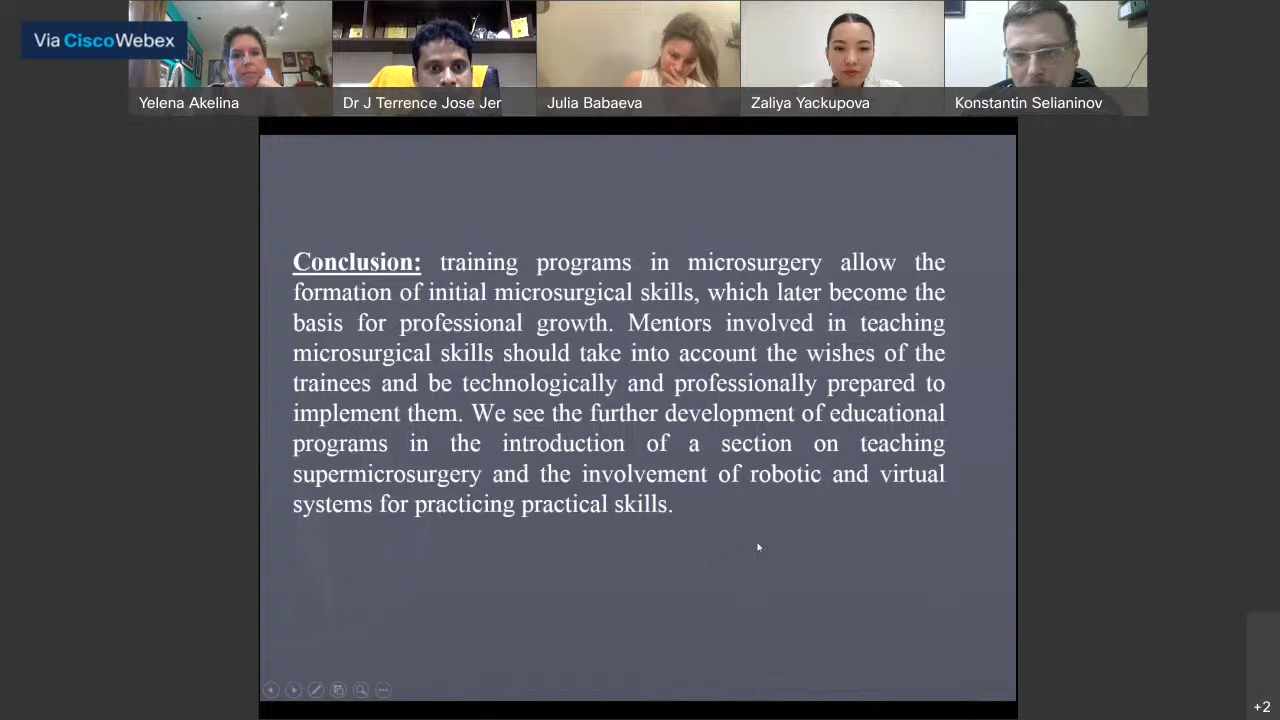 Via Cisco Webex
Yelena Akelina
Dr J Terrence Jose Jer
Julia Babaeva
Zaliya Yackupova
Konstantin Selianinov
Conclusion: training programs in microsurgery allow the
formation of initial microsurgical skills, which later become the
basis for professional growth. Mentors involved in teaching
microsurgical skills should take into account the wishes of the
trainees and be technologically and professionally prepared to
implement them. We see the further development of educational
programs in the introduction of a section on teaching
supermicrosurgery and the involvement of robotic and virtual
systems for practicing practical skills.
+2